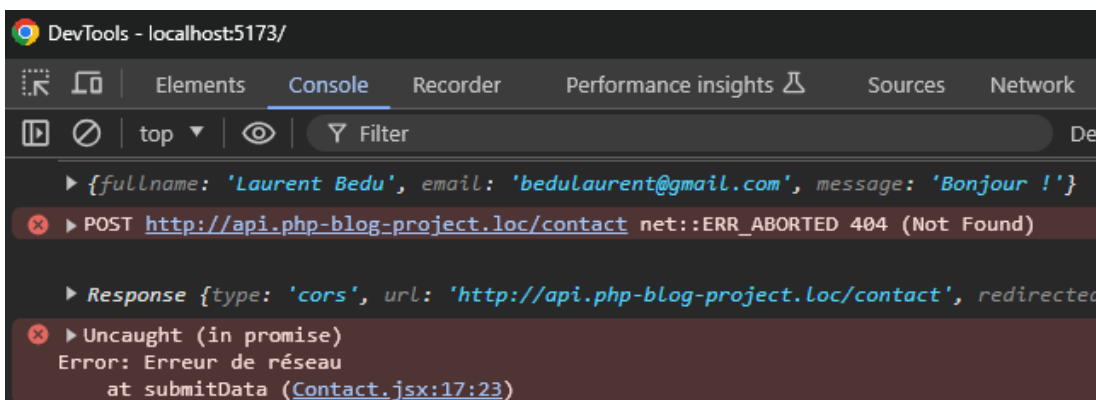 DevTools - localhost:5173/
Elements Console Recorder Performance insights Sources Network
top ▼ Filter De
▶ {fullname: 'Laurent Bedu', email: 'bedulaurent@gmail.com', message: 'Bonjour !'}
▶ POST http://api.php-blog-project.loc/contact net::ERR_ABORTED 404 (Not Found)
▶ Response {type: 'cors', url: 'http://api.php-blog-project.loc/contact', redirected
▶ Uncaught (in promise)
Error: Erreur de réseau
at submitData (Contact.jsx:17:23)